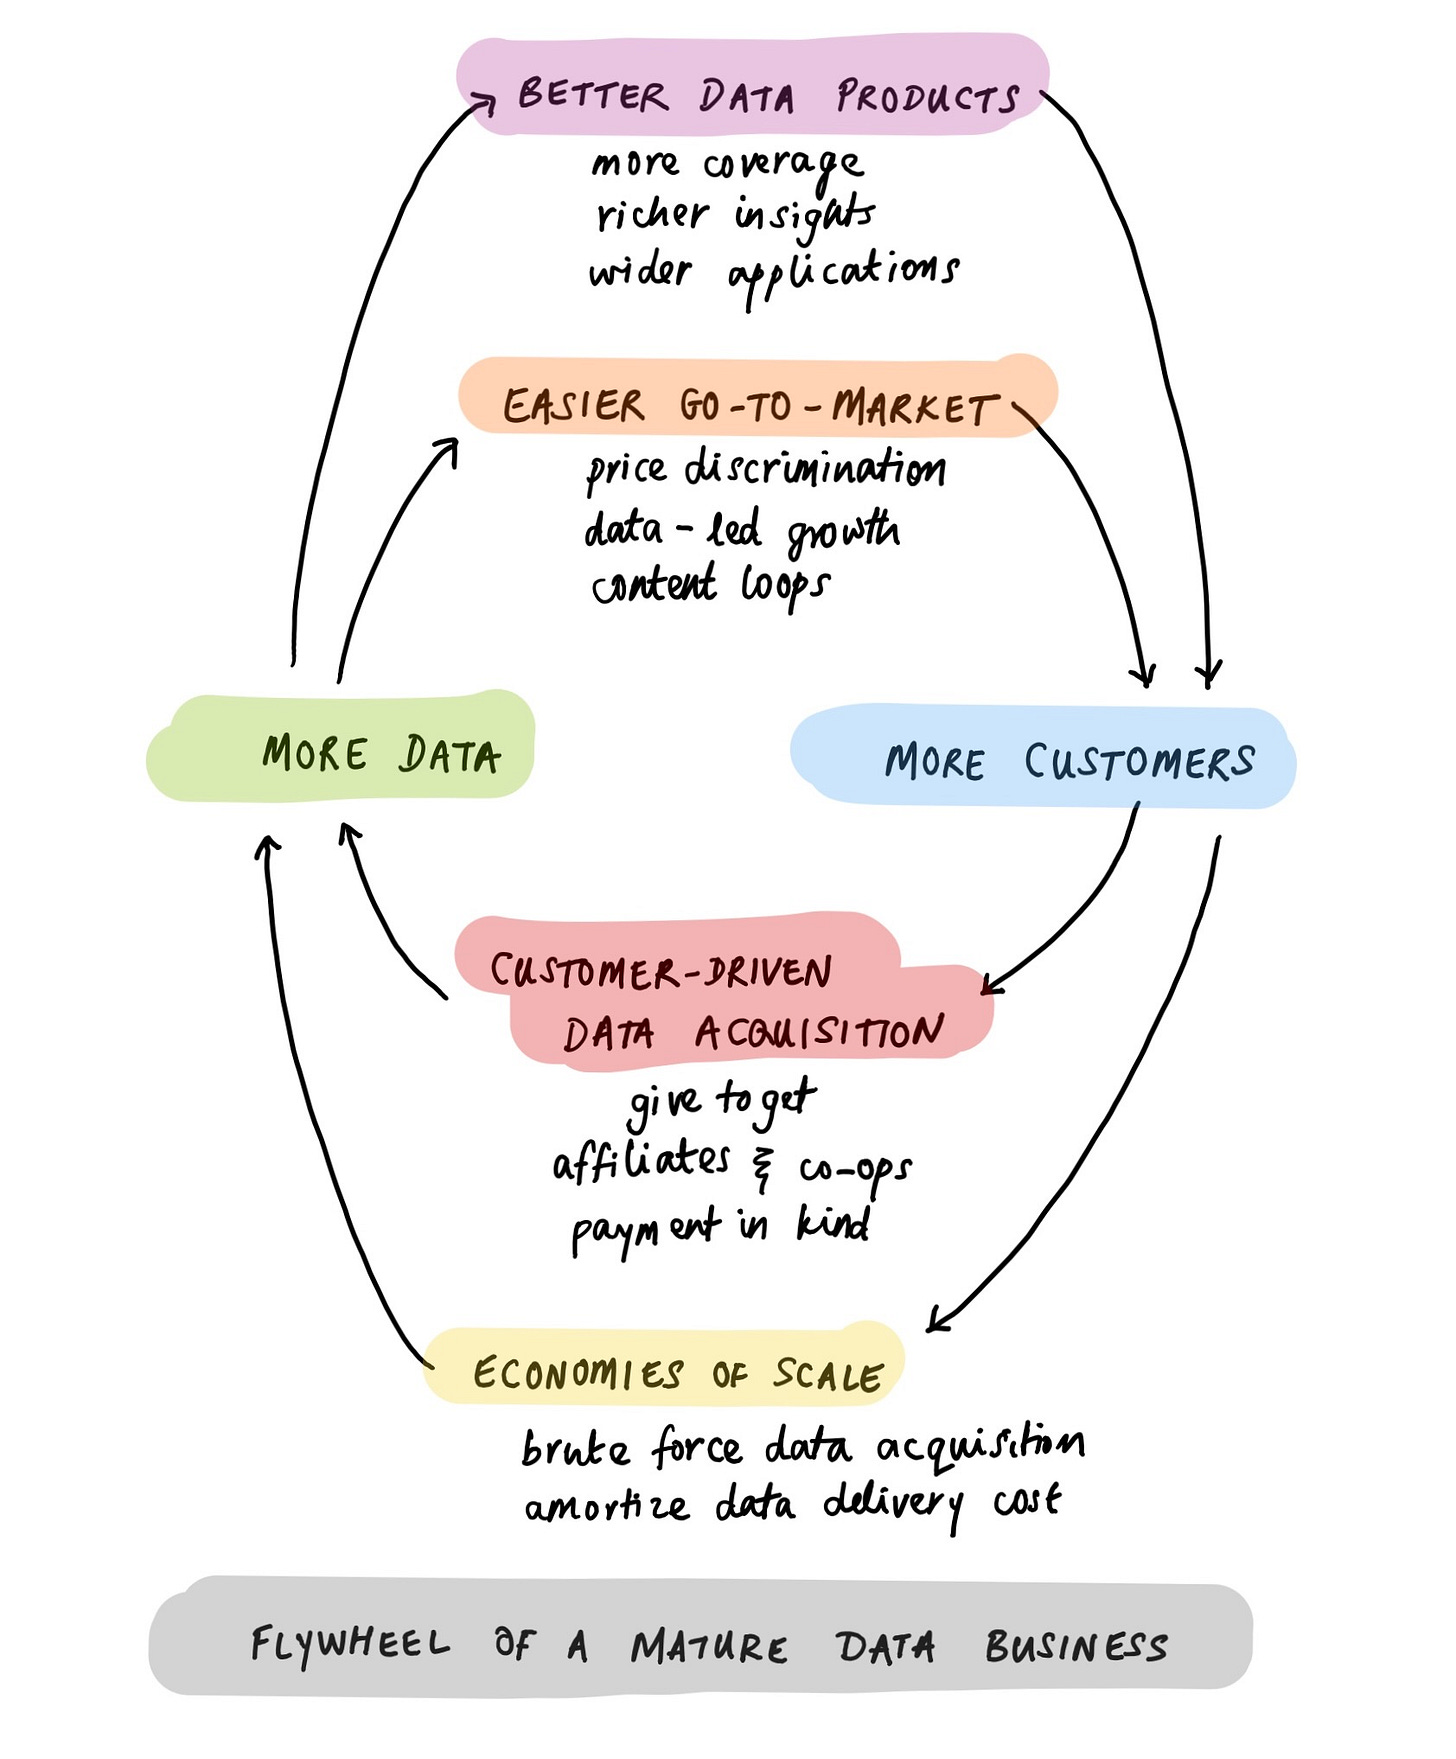 BETTER DATA PRODUCTS
more coverage
richer insights
wider applications
EASIER GO-TO-MARKET
price discrimination
data-led growth
content loops
MORE DATA
MORE CUSTOMERS
CUSTOMER-DRIVEN
DATA ACQUISITION
give to get
affiliates & co-ops
payment in kind
ECONOMIES OF SCALE
brute force data acquisition
amortize data delivery cost
FLYWHEEL OF A MATURE DATA BUSINESS